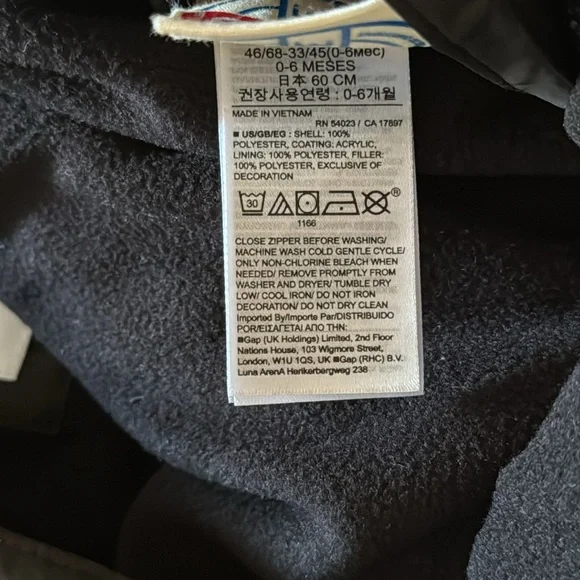 46/68-33/45(0-6мес)
0-6 MESES
日本 60 CM
권장사용연령 : 0-6개월
MADE IN VIETNAM
RN 54023 / CA 17897
■ US/GB/EG : SHELL: 100%
POLYESTER, COATING: ACRYLIC,
LINING: 100% POLYESTER, FILLER:
100% POLYESTER, EXCLUSIVE OF
DECORATION
30
®
1166
CLOSE ZIPPER BEFORE WASHING/
MACHINE WASH COLD GENTLE CYCLE/
ONLY NON-CHLORINE BLEACH WHEN
NEEDED/ REMOVE PROMPTLY FROM
WASHER AND DRYER/ TUMBLE DRY
LOW/ COOL IRON/ DO NOT IRON
DECORATION/ DO NOT DRY CLEAN
Imported By/Importe Par/DISTRIBUIDO
POR/ΕΙΣΑΓΕΤΑΙ ΑΠΟ ΤΗΝ:
■Gap (UK Holdings) Limited, 2nd Floor
Nations House, 103 Wigmore Street,
London, W1U 1QS, UK ■Gap (RHC) B.V.
Luna ArenA Herikerbergweg 238